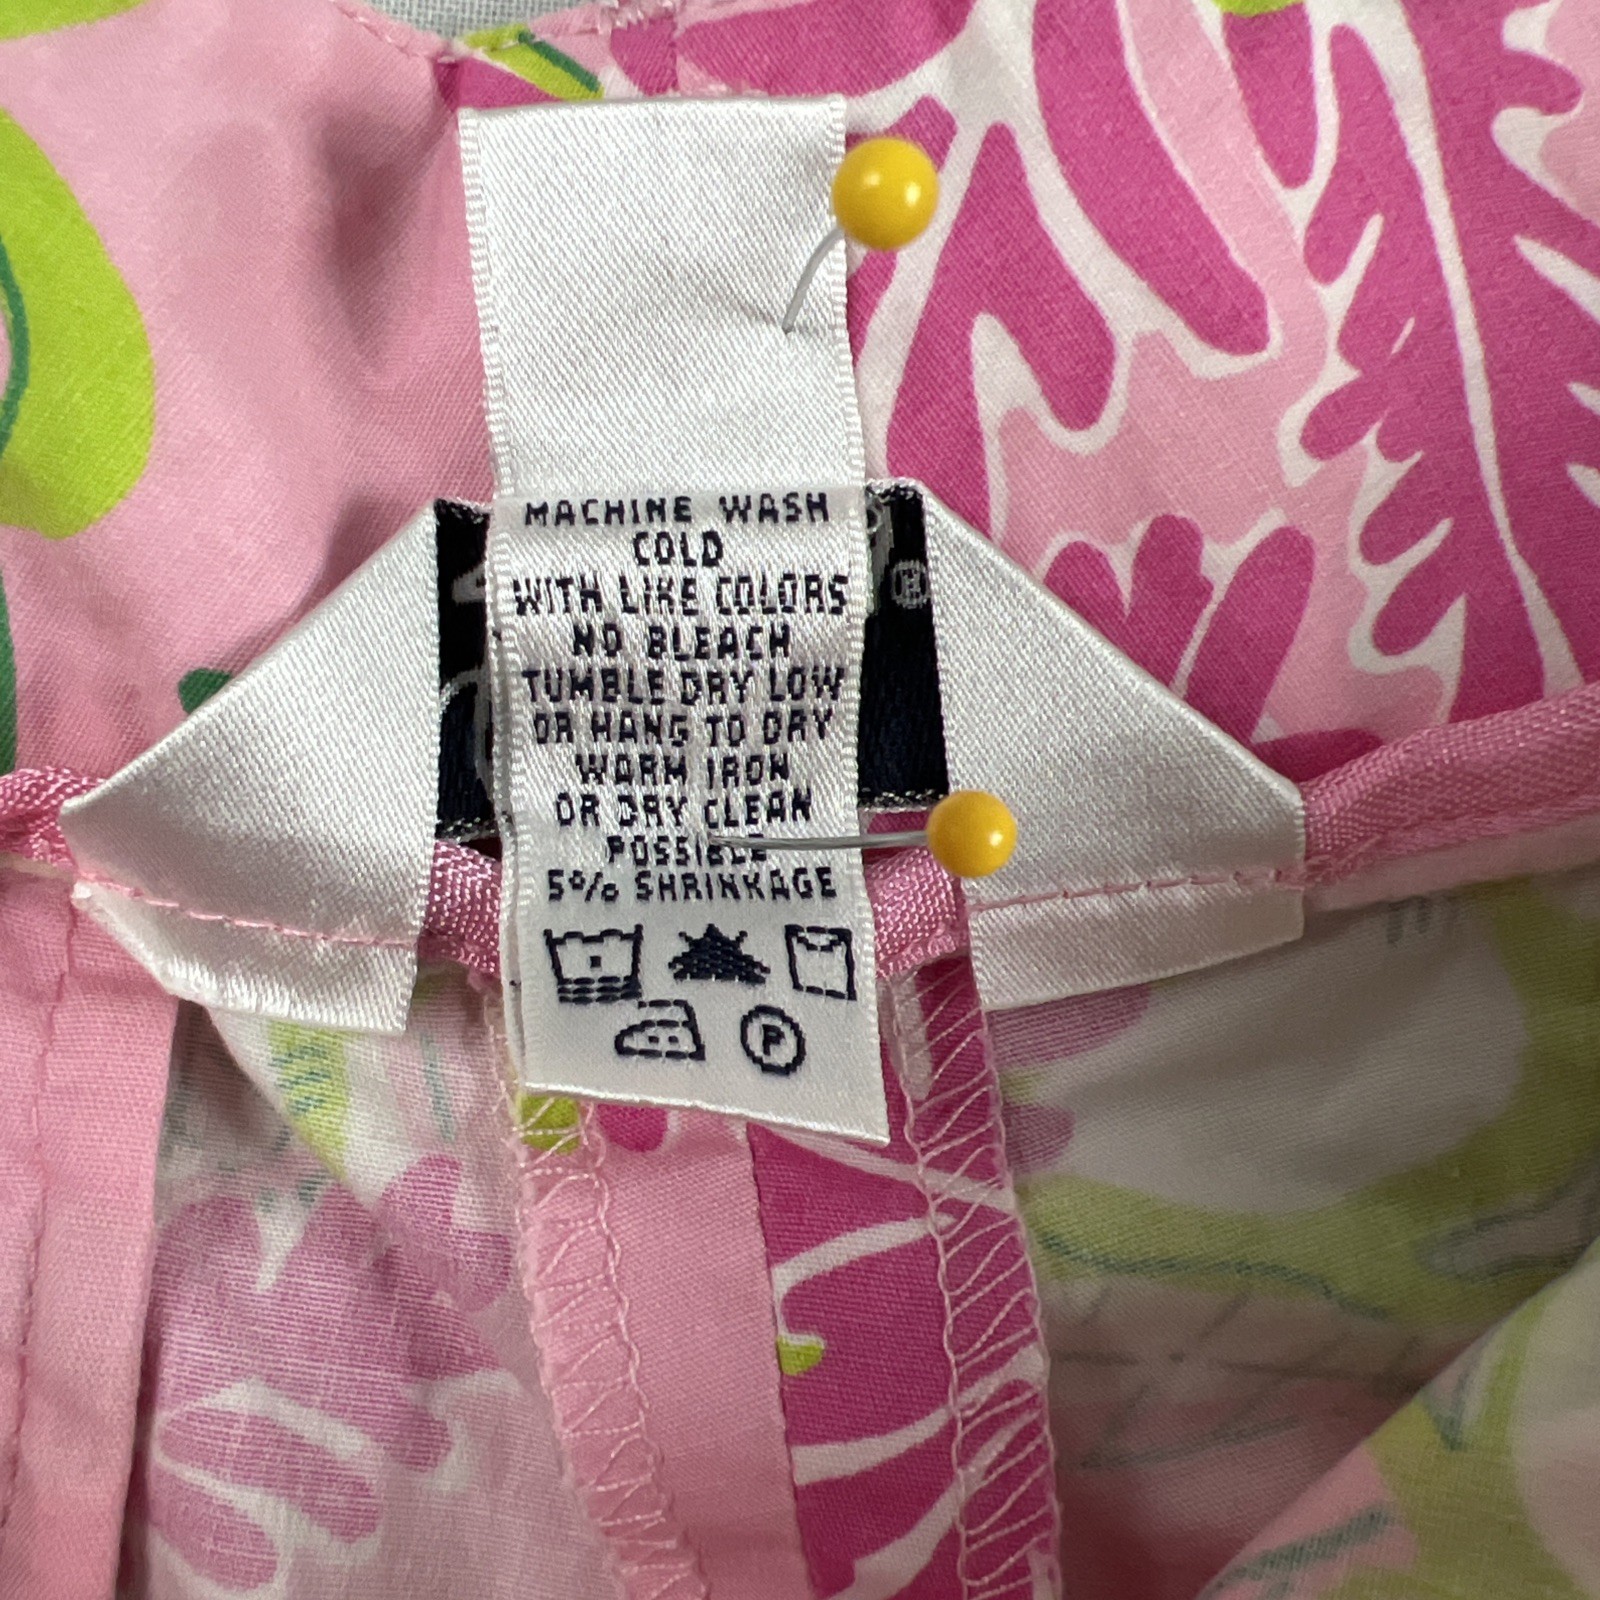 MACHINE WASH
COLD
WITH LIKE COLORS
NO BLEACH
TUMBLE DRY LOW
OR HANG TO DRY
WARM IRON
OR DRY CLEAN
POSSIBLE
5% SHRINKAGE
P
®